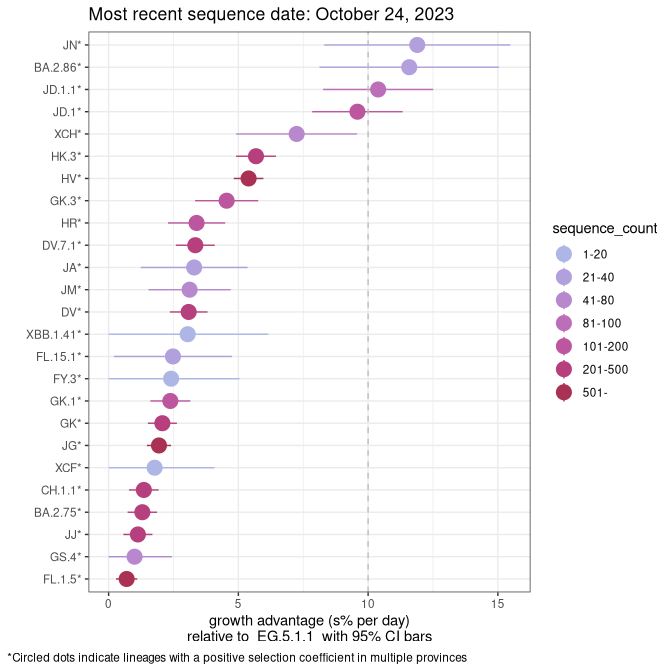 Most recent sequence date: October 24, 2023
JN*
BA.2.86*
JD.1.1*
JD.1*
XCH*
HK.3*
HV*
GK.3*
HR*
DV.7.1*
JA*
JM*
DV*
XBB.1.41*
FL.15.1*
FY.3*
GK.1*
GK*
JG*
XCF*
CH.1.1*
BA.2.75*
JJ*
GS.4*
FL.1.5*
0 5 10 15
growth advantage (s% per day)
relative to EG.5.1.1 with 95% CI bars
sequence_count
1-20
21-40
41-80
81-100
101-200
201-500
501-
*Circled dots indicate lineages with a positive selection coefficient in multiple provinces